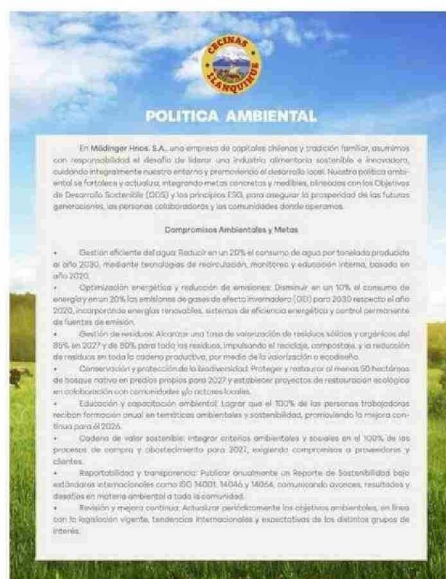 CECINAS
LLANQUIHUE
POLITICA AMBIENTAL
En Mödinger Hnos. S.A., una empresa de capitales chilenos y tradición familiar, asumimos
con responsabilidad el desafío de liderar una industria alimentaria sostenible e innovadora,
cuidando integralmente nuestro entorno y promoviendo el desarrollo local. Nuestra política ambi-
ental se fortalece y actualiza, integrando metas concretas y medibles, alineadas con los Objetivos
de Desarrollo Sostenible (ODS) y los principios ESG, para asegurar la prosperidad de las futuras
generaciones, las personas colaboradoras y las comunidades donde operamos.
Compromisos Ambientales y Metas
• Gestión eficiente del agua: Reducir en un 20% el consumo de agua por tonelada producida
al año 2030, mediante tecnologías de recirculación, monitoreo y educación interna, basado en
año 2020.
• Optimización energética y reducción de emisiones: Disminuir en un 10% el consumo de
energía y en un 20% las emisiones de gases de efecto invernadero (GEI) para 2030 respecto el año
2020, incorporando energías renovables, sistemas de eficiencia energética y control permanente
de fuentes de emisión.
• Gestión de residuos: Alcanzar una tasa de valorización de residuos sólidos y orgánicos del
85% en 2027 y de 90% para todo los residuos, impulsando el reciclaje, compostaje, y la reducción
de residuos en toda la cadena productiva, por medio de la valorización o ecodiseño.
• Conservación y protección de la biodiversidad: Proteger y restaurar al menos 50 hectáreas
de bosque nativo en predios propios para 2027 y establecer proyectos de restauración ecológica
en colaboración con comunidades y/o actores locales.
• Educación y capacitación ambiental: Lograr que el 100% de las personas trabajadoras
reciban formación anual en temáticas ambientales y sostenibilidad, promoviendo la mejora con-
tinua para él 2026.
• Cadena de valor sostenible: Integrar criterios ambientales y sociales en el 100% de los
procesos de compra y abastecimiento para 2027, exigiendo compromisos a proveedores y
clientes.
• Reportabilidad y transparencia: Publicar anualmente un Reporte de Sostenibilidad bajo
estándares internacionales como ISO 14001, 14046 y 14064, comunicando avances, resultados y
desafíos en materia ambiental a toda la comunidad.
• Revisión y mejora continua: Actualizar periódicamente los objetivos ambientales, en línea
con la legislación vigente, tendencias internacionales y expectativas de los distintos grupos de
interés.